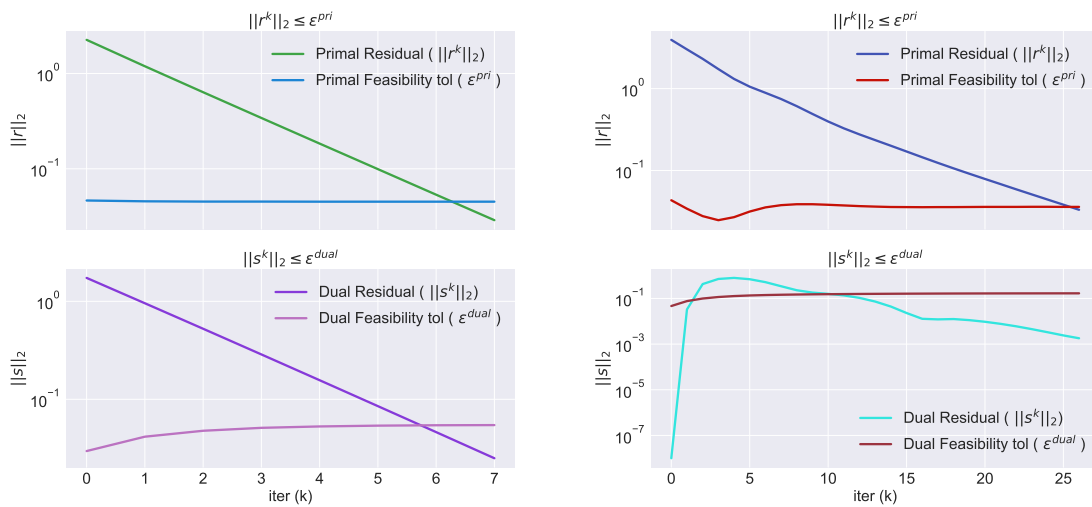 ||r^k||_2 ≤ ε^{pri}
Primal Residual ( ||r^k||_2)
Primal Feasibility tol ( ε^{pri} )
10^0
10^{-1}
||r||_2
||s^k||_2 ≤ ε^{dual}
Dual Residual ( ||s^k||_2)
Dual Feasibility tol ( ε^{dual} )
10^0
10^{-1}
||s||_2
0 1 2 3 4 5 6 7
iter (k)
||r^k||_2 ≤ ε^{pri}
Primal Residual ( ||r^k||_2)
Primal Feasibility tol ( ε^{pri} )
10^0
10^{-1}
||r||_2
||s^k||_2 ≤ ε^{dual}
10^{-1}
10^{-3}
10^{-5}
10^{-7}
||s||_2
Dual Residual ( ||s^k||_2)
Dual Feasibility tol ( ε^{dual} )
0 5 10 15 20 25
iter (k)